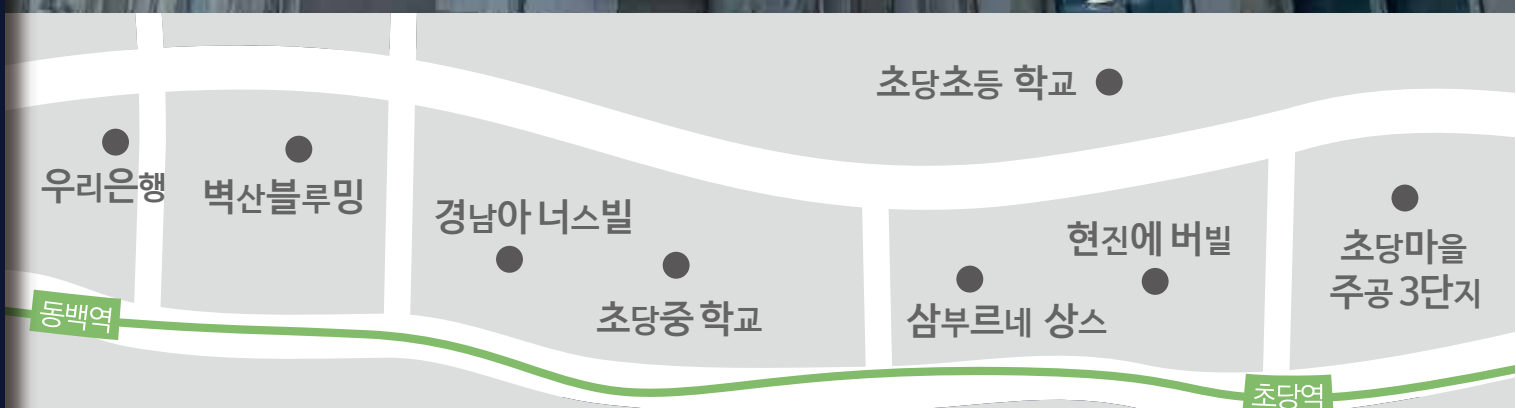 초당초등 학교
우리은행
벽산블루밍
경남아 너스빌
초당중 학교
현진에 버빌
삼부르네 상스
초당마을
주공 3단지
동백역
초당역